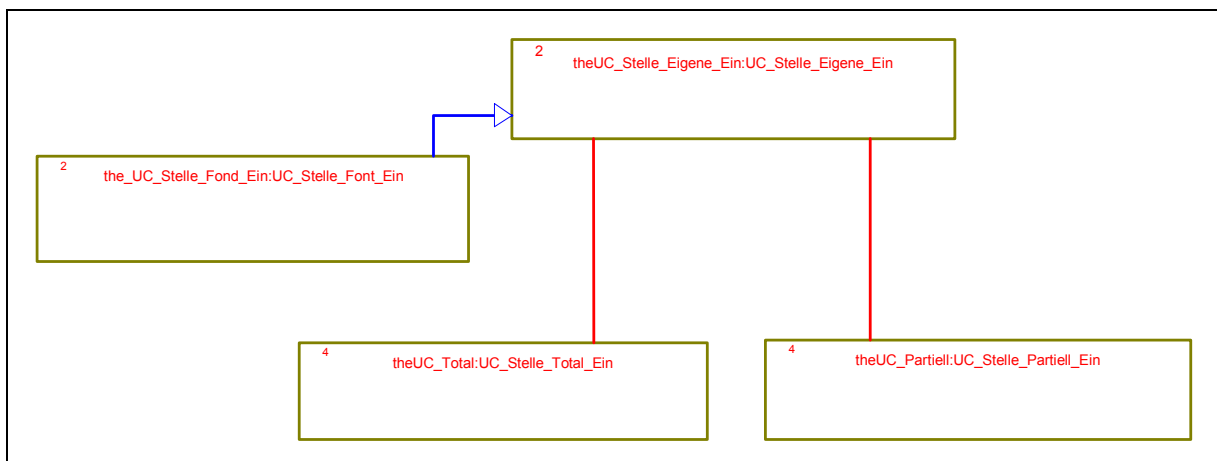 2
theUC_Stelle_Eigene_Ein:UC_Stelle_Eigene_Ein
2
the_UC_Stelle_Fond_Ein:UC_Stelle_Font_Ein
4
theUC_Total:UC_Stelle_Total_Ein
4
theUC_Partiell:UC_Stelle_Partiell_Ein